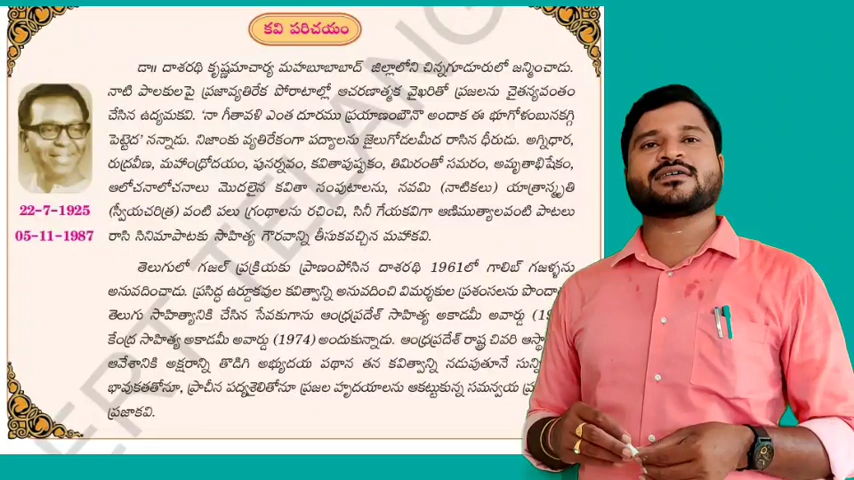 కవి పరిచయం
డా॥ దాశరథి కృష్ణమాచార్య మహబూబాబాద్ జిల్లాలోని చిన్నగూడూరులో జన్మించాడు.
నాటి పాలకులపై ప్రజావ్యతిరేక పోరాటాల్లో ఆచరణాత్మక వైఖరితో ప్రజలను చైతన్యవంతం
చేసిన ఉద్యమకవి. 'నా గీతావళి ఎంత దూరము ప్రయాణంబౌనొ అందాక ఈ భూగోళంబునకగ్గి
పెట్టెద' నన్నాడు. నిజాంకు వ్యతిరేకంగా పద్యాలను జైలుగోడలమీద రాసిన ధీరుడు. అగ్నిధార,
రుద్రవీణ, మహాంధ్రోదయం, పునర్నవం, కవితాపుష్పకం, తిమిరంతో సమరం, అమృతాభిషేకం,
ఆలోచనాలోచనాలు మొదలైన కవితా సంపుటాలను, నవమి (నాటికలు) యాత్రాస్మృతి
22-7-1925
(స్వీయచరిత్ర) వంటి పలు గ్రంథాలను రచించి, సినీ గేయకవిగా ఆణిముత్యాలవంటి పాటలు
05-11-1987
రాసి సినిమాపాటకు సాహిత్య గౌరవాన్ని తీసుకవచ్చిన మహాకవి.
తెలుగులో గజల్ ప్రక్రియకు ప్రాణంపోసిన దాశరథి 1961లో గాలిబ్ గజళ్ళను
అనువదించాడు. ప్రసిద్ధ ఉర్దూకవుల కవిత్వాన్ని అనువదించి విమర్శకుల ప్రశంసలను
తెలుగు సాహిత్యానికి చేసిన సేవకుగాను ఆంధ్రప్రదేశ్ సాహిత్య అకాడమీ అవార్డు
కేంద్ర సాహిత్య అకాడమీ అవార్డు (1974) అందుకున్నాడు. ఆంధ్రప్రదేశ్ రాష్ట్ర చివరి
ఆవేశానికి అక్షరాన్ని తొడిగి అభ్యుదయ పథాన తన కవిత్వాన్ని నడుపుతూనే
భావుకతతోనూ, ప్రాచీన పద్యశైలితోనూ ప్రజల హృదయాలను ఆకట్టుకున్న సమన్వయ
ప్రజాకవి.